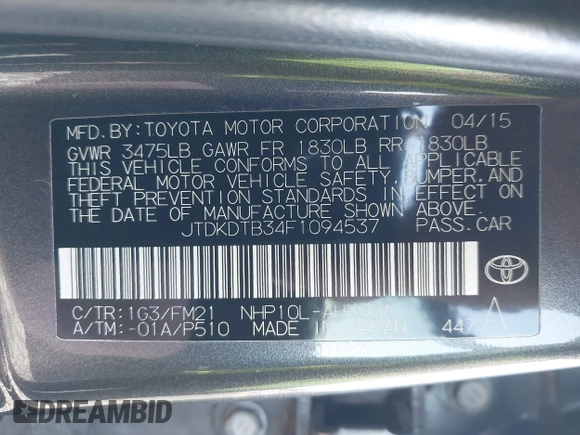 MFD.BY:TOYOTA MOTOR CORPORATION 04/15
GVWR 3475LB GAWR FR 1830LB RR 1830LB
THIS VEHICLE CONFORMS TO ALL APPLICABLE
FEDERAL MOTOR VEHICLE SAFETY,BUMPER,AND
THEFT PREVENTION STANDARDS IN EFFECT ON
THE DATE OF MANUFACTURE SHOWN ABOVE.
JTDKDTB34F1094537 PASS.CAR
C/TR:1G3/FM21
A/TM:-01A/P510 MADE IN JAPAN 447 A
DREAMBID